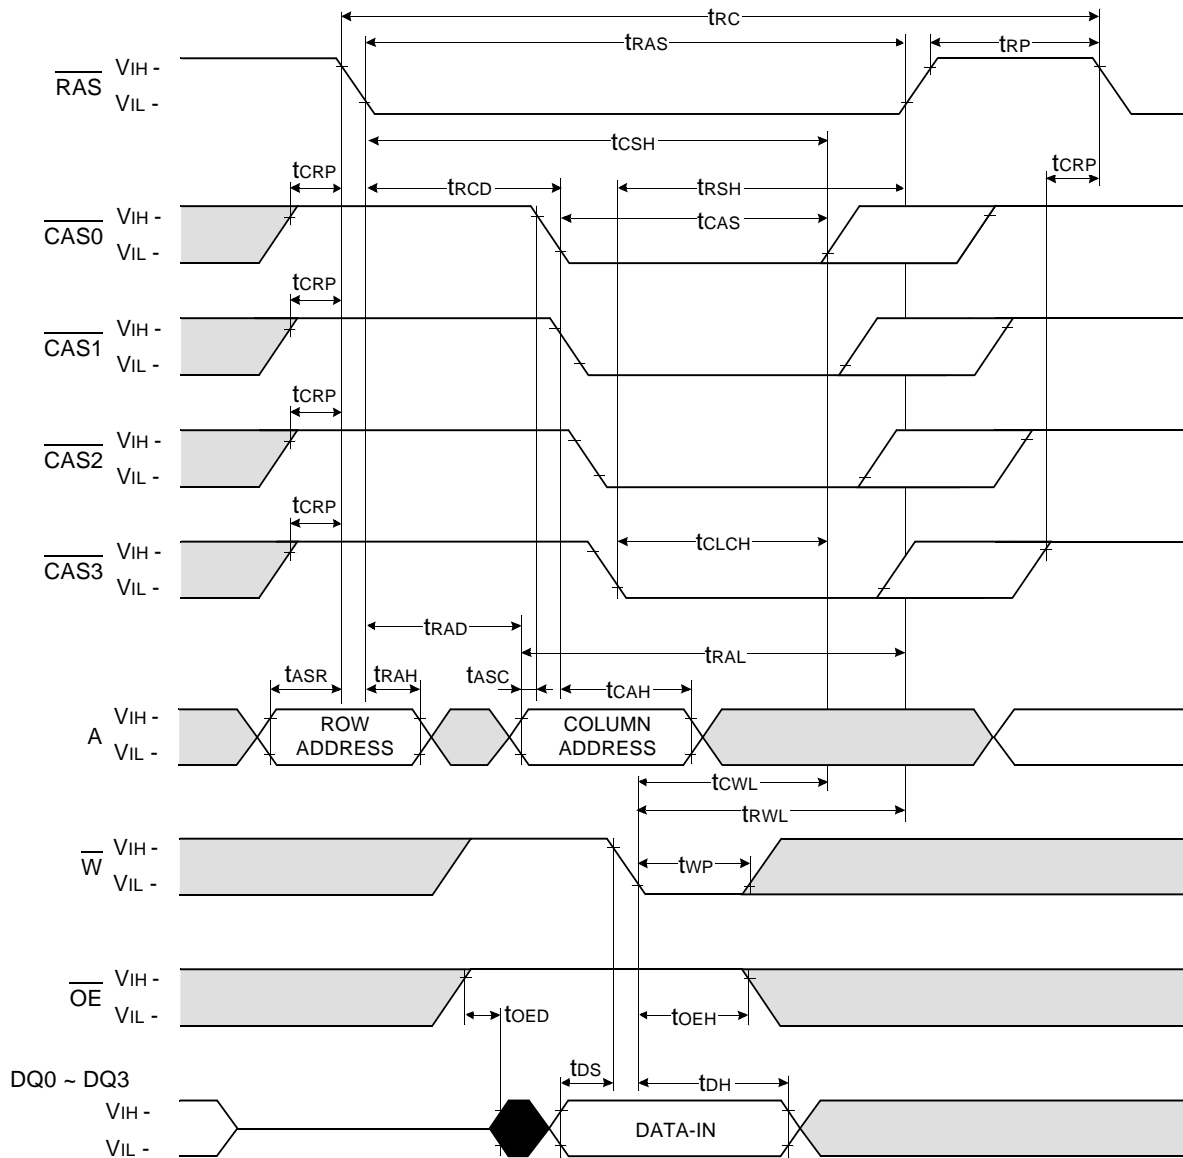 tRC
tRAS
tRP
RAS
VIH -
VIL -
tCSH
tCRP
tRCD
tRSH
tCRP
CAS0
VIH -
VIL -
tCAS
tCRP
CAS1
VIH -
VIL -
tCRP
CAS2
VIH -
VIL -
tCRP
CAS3
VIH -
VIL -
tCLCH
tRAD
tRAL
tASR
tRAH
tASC
tCAH
A
VIH -
VIL -
ROW
ADDRESS
COLUMN
ADDRESS
tCWL
tRWL
W
VIH -
VIL -
tWP
OE
VIH -
VIL -
tOED
tOEH
DQ0 ~ DQ3
tDS
tDH
VIH -
VIL -
DATA-IN